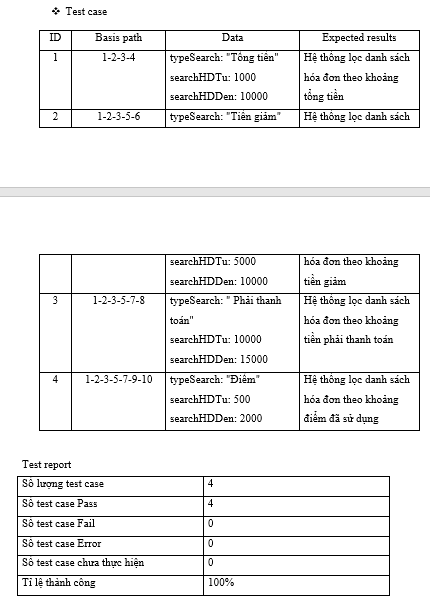 ❖ Test case
ID Basis path Data Expected results
1 1-2-3-4 typeSearch: "Tổng tiền" Hệ thống lọc danh sách
searchHDTu: 1000 hóa đơn theo khoảng
searchHDDen: 10000 tổng tiền
2 1-2-3-5-6 typeSearch: "Tiền giảm" Hệ thống lọc danh sách
searchHDTu: 5000 hóa đơn theo khoảng
searchHDDen: 10000 tiền giảm
3 1-2-3-5-7-8 typeSearch: " Phải thanh Hệ thống lọc danh sách
toán" hóa đơn theo khoảng
searchHDTu: 10000 tiền phải thanh toán
searchHDDen: 15000
4 1-2-3-5-7-9-10 typeSearch: "Điểm" Hệ thống lọc danh sách
searchHDTu: 500 hóa đơn theo khoảng
searchHDDen: 2000 điểm đã sử dụng
Test report
Số lượng test case 4
Số test case Pass 4
Số test case Fail 0
Số test case Error 0
Số test case chưa thực hiện 0
Tỉ lệ thành công 100%